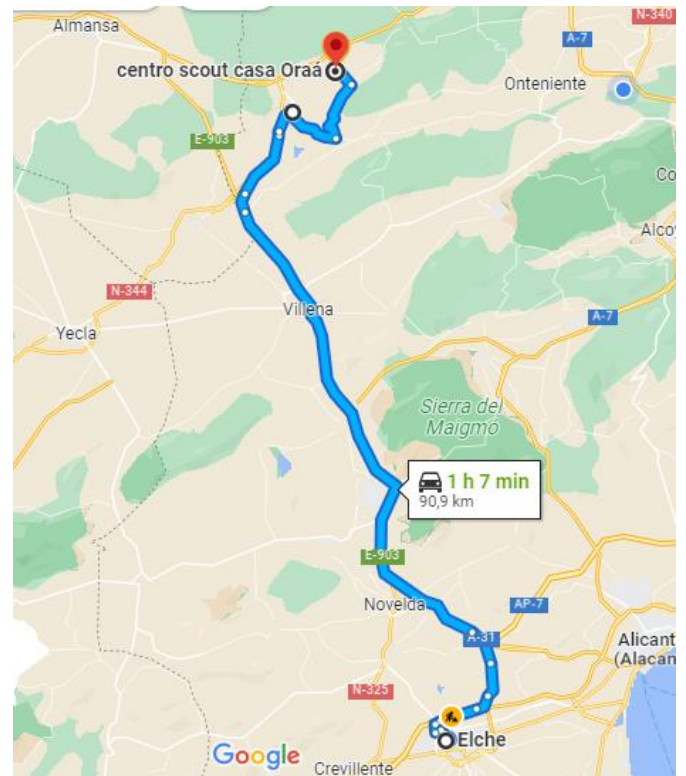 N-340
Almansa
A-7
centro scout casa Oraá
Onteniente
E-903
Co
Alcoy
N-344
Villena
A-7
Yecla
Sierra del
Maigmó
1 h 7 min
90,9 km
E-903
Novelda
AP-7
A-31
Alicant
(Alacan
N-325
Elche
Google
Crevillente